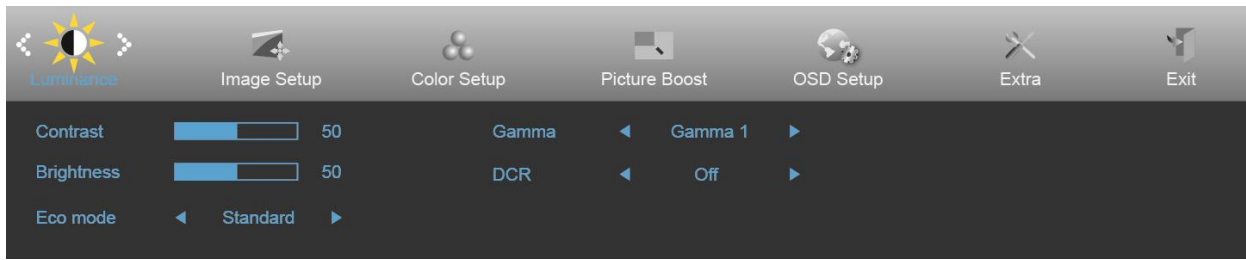 Luminance Image Setup Color Setup Picture Boost OSD Setup Extra Exit
Contrast 50 Gamma Gamma 1
Brightness 50 DCR Off
Eco mode Standard